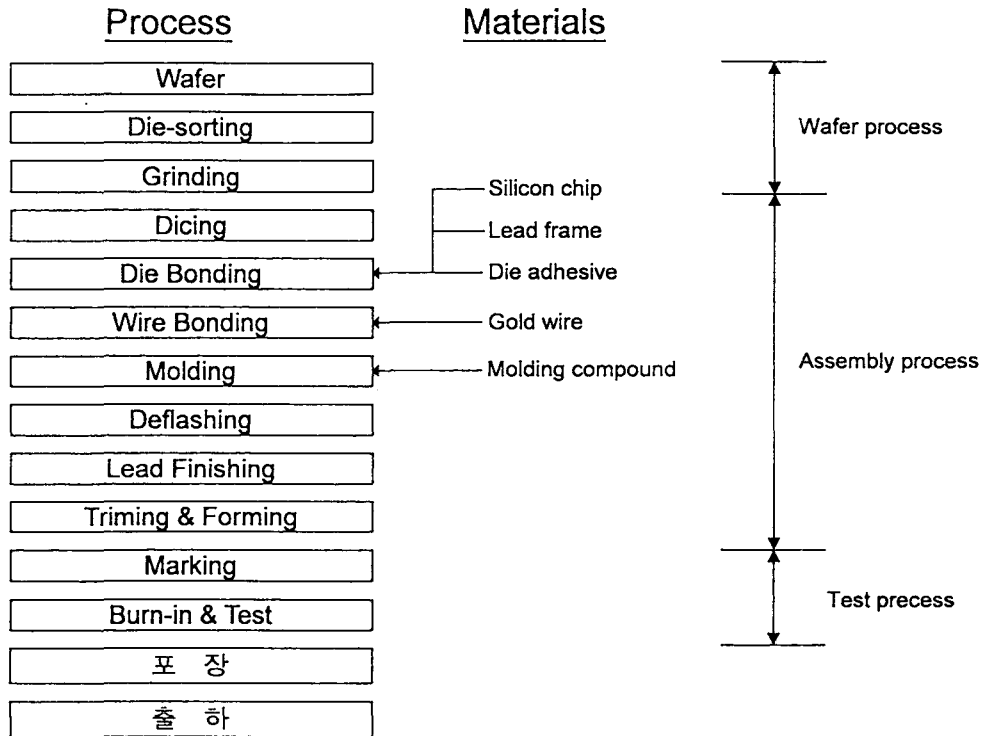 Process
Materials
Wafer
Die-sorting
Wafer process
Grinding
Silicon chip
Dicing
Lead frame
Die Bonding
Die adhesive
Wire Bonding
Gold wire
Molding
Molding compound
Assembly process
Deflashing
Lead Finishing
Triming & Forming
Marking
Burn-in & Test
Test precess
포 장
출 하